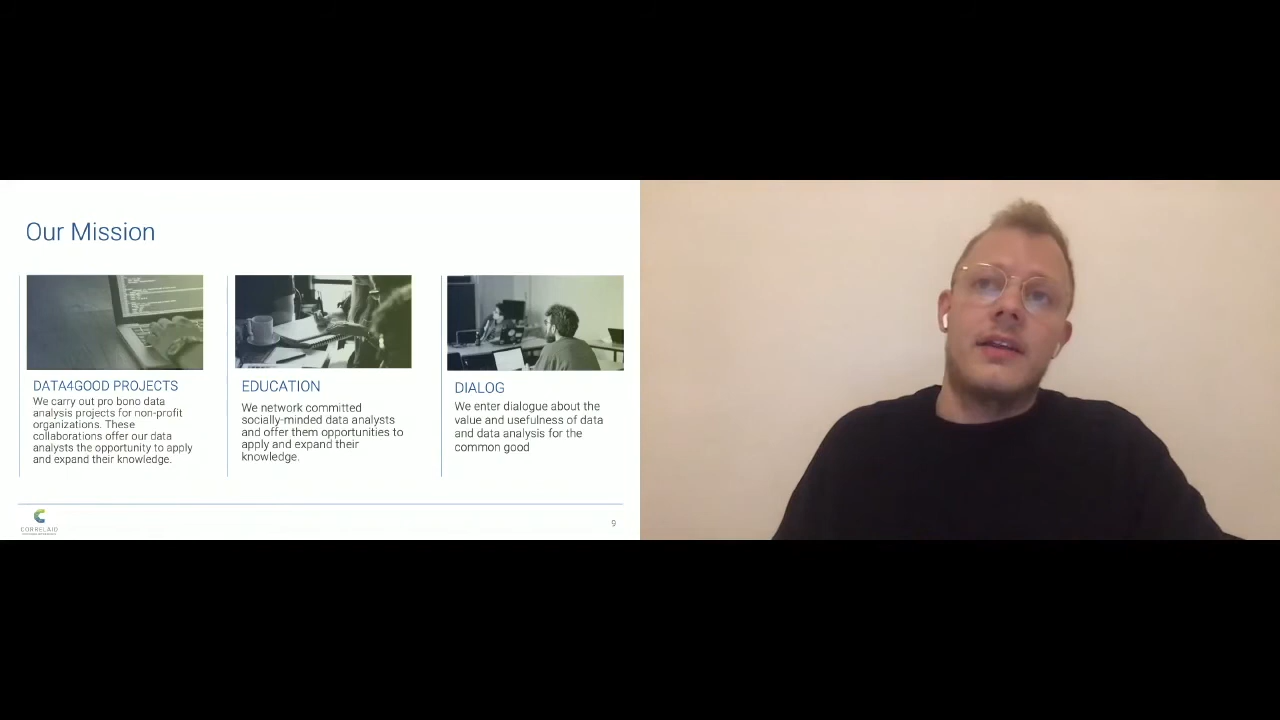 Our Mission
DATA4GOOD PROJECTS
We carry out pro bono data
analysis projects for non-profit
organizations. These
collaborations offer our data
analysts the opportunity to apply
and expand their knowledge.
EDUCATION
We network committed
socially-minded data analysts
and offer them opportunities to
apply and expand their
knowledge.
DIALOG
We enter dialogue about the
value and usefulness of data
and data analysis for the
common good
CORRELAID
9